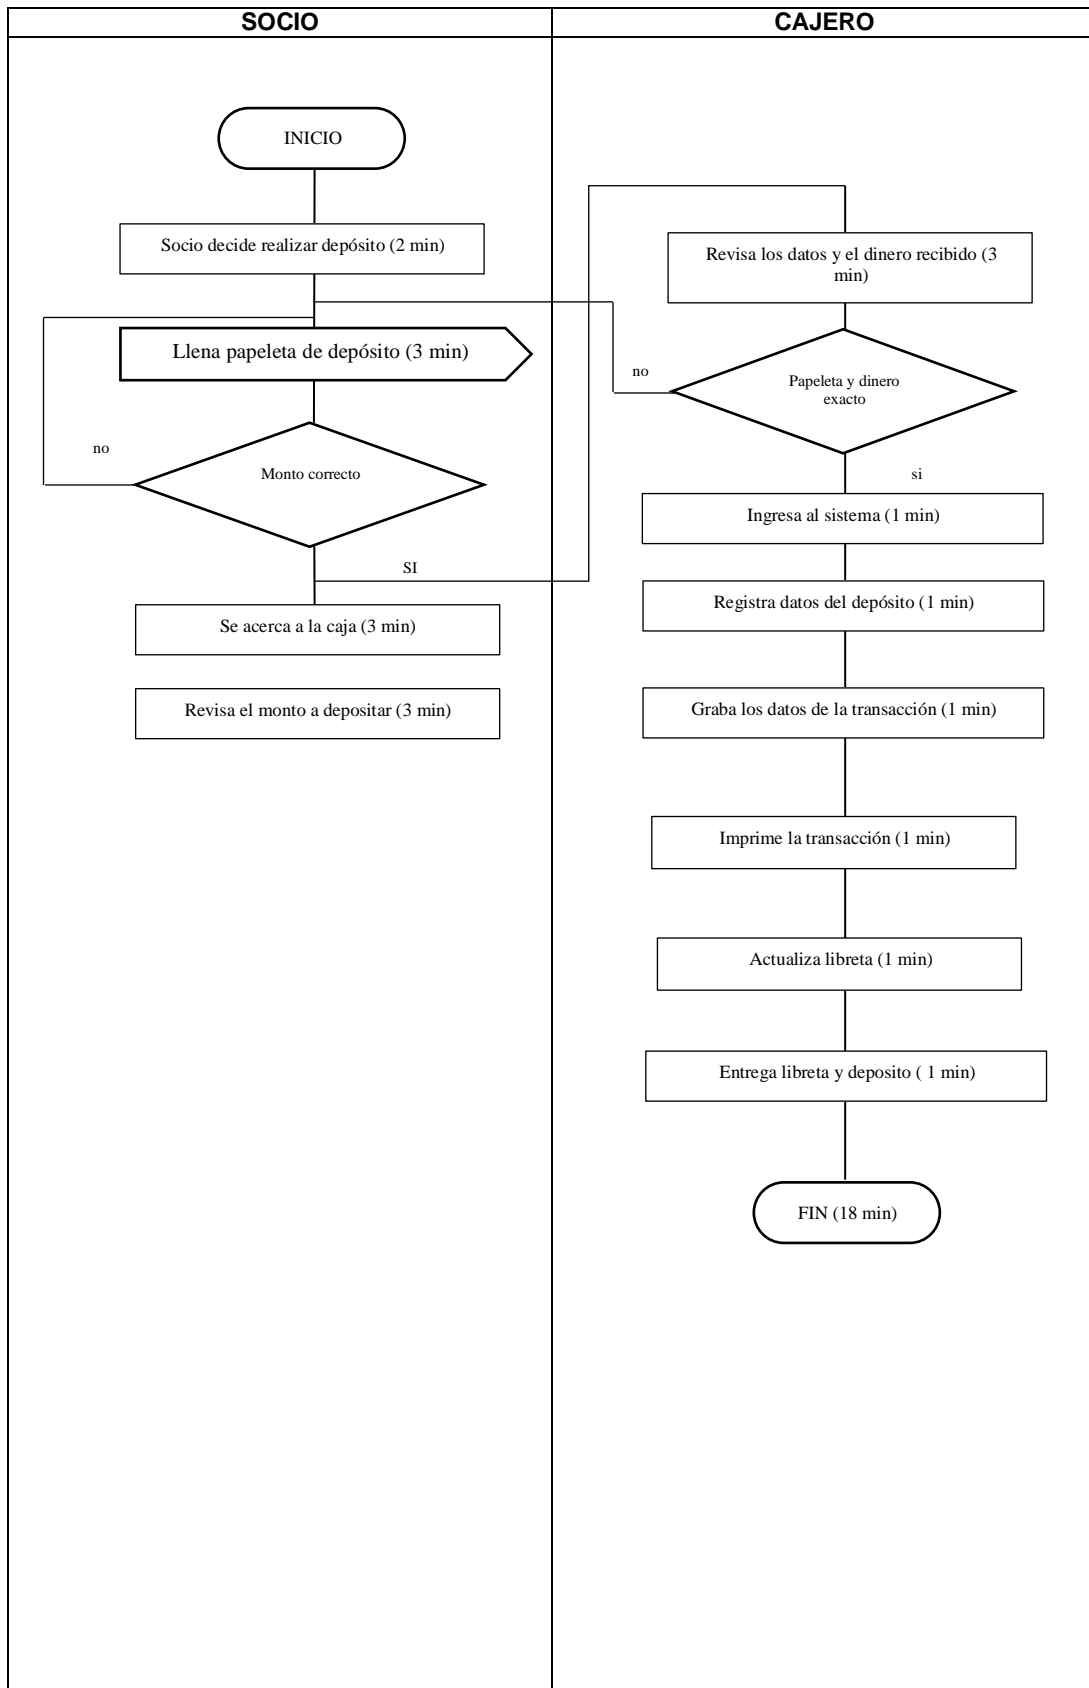 SOCIO
CAJERO
INICIO
Socio decide realizar depósito (2 min)
Llena papeleta de depósito (3 min)
no
Monto correcto
SI
Se acerca a la caja (3 min)
Revisa el monto a depositar (3 min)
Revisa los datos y el dinero recibido (3
min)
no
Papeleta y dinero
exacto
si
Ingresa al sistema (1 min)
Registra datos del depósito (1 min)
Graba los datos de la transacción (1 min)
Imprime la transacción (1 min)
Actualiza libreta (1 min)
Entrega libreta y deposito ( 1 min)
FIN (18 min)